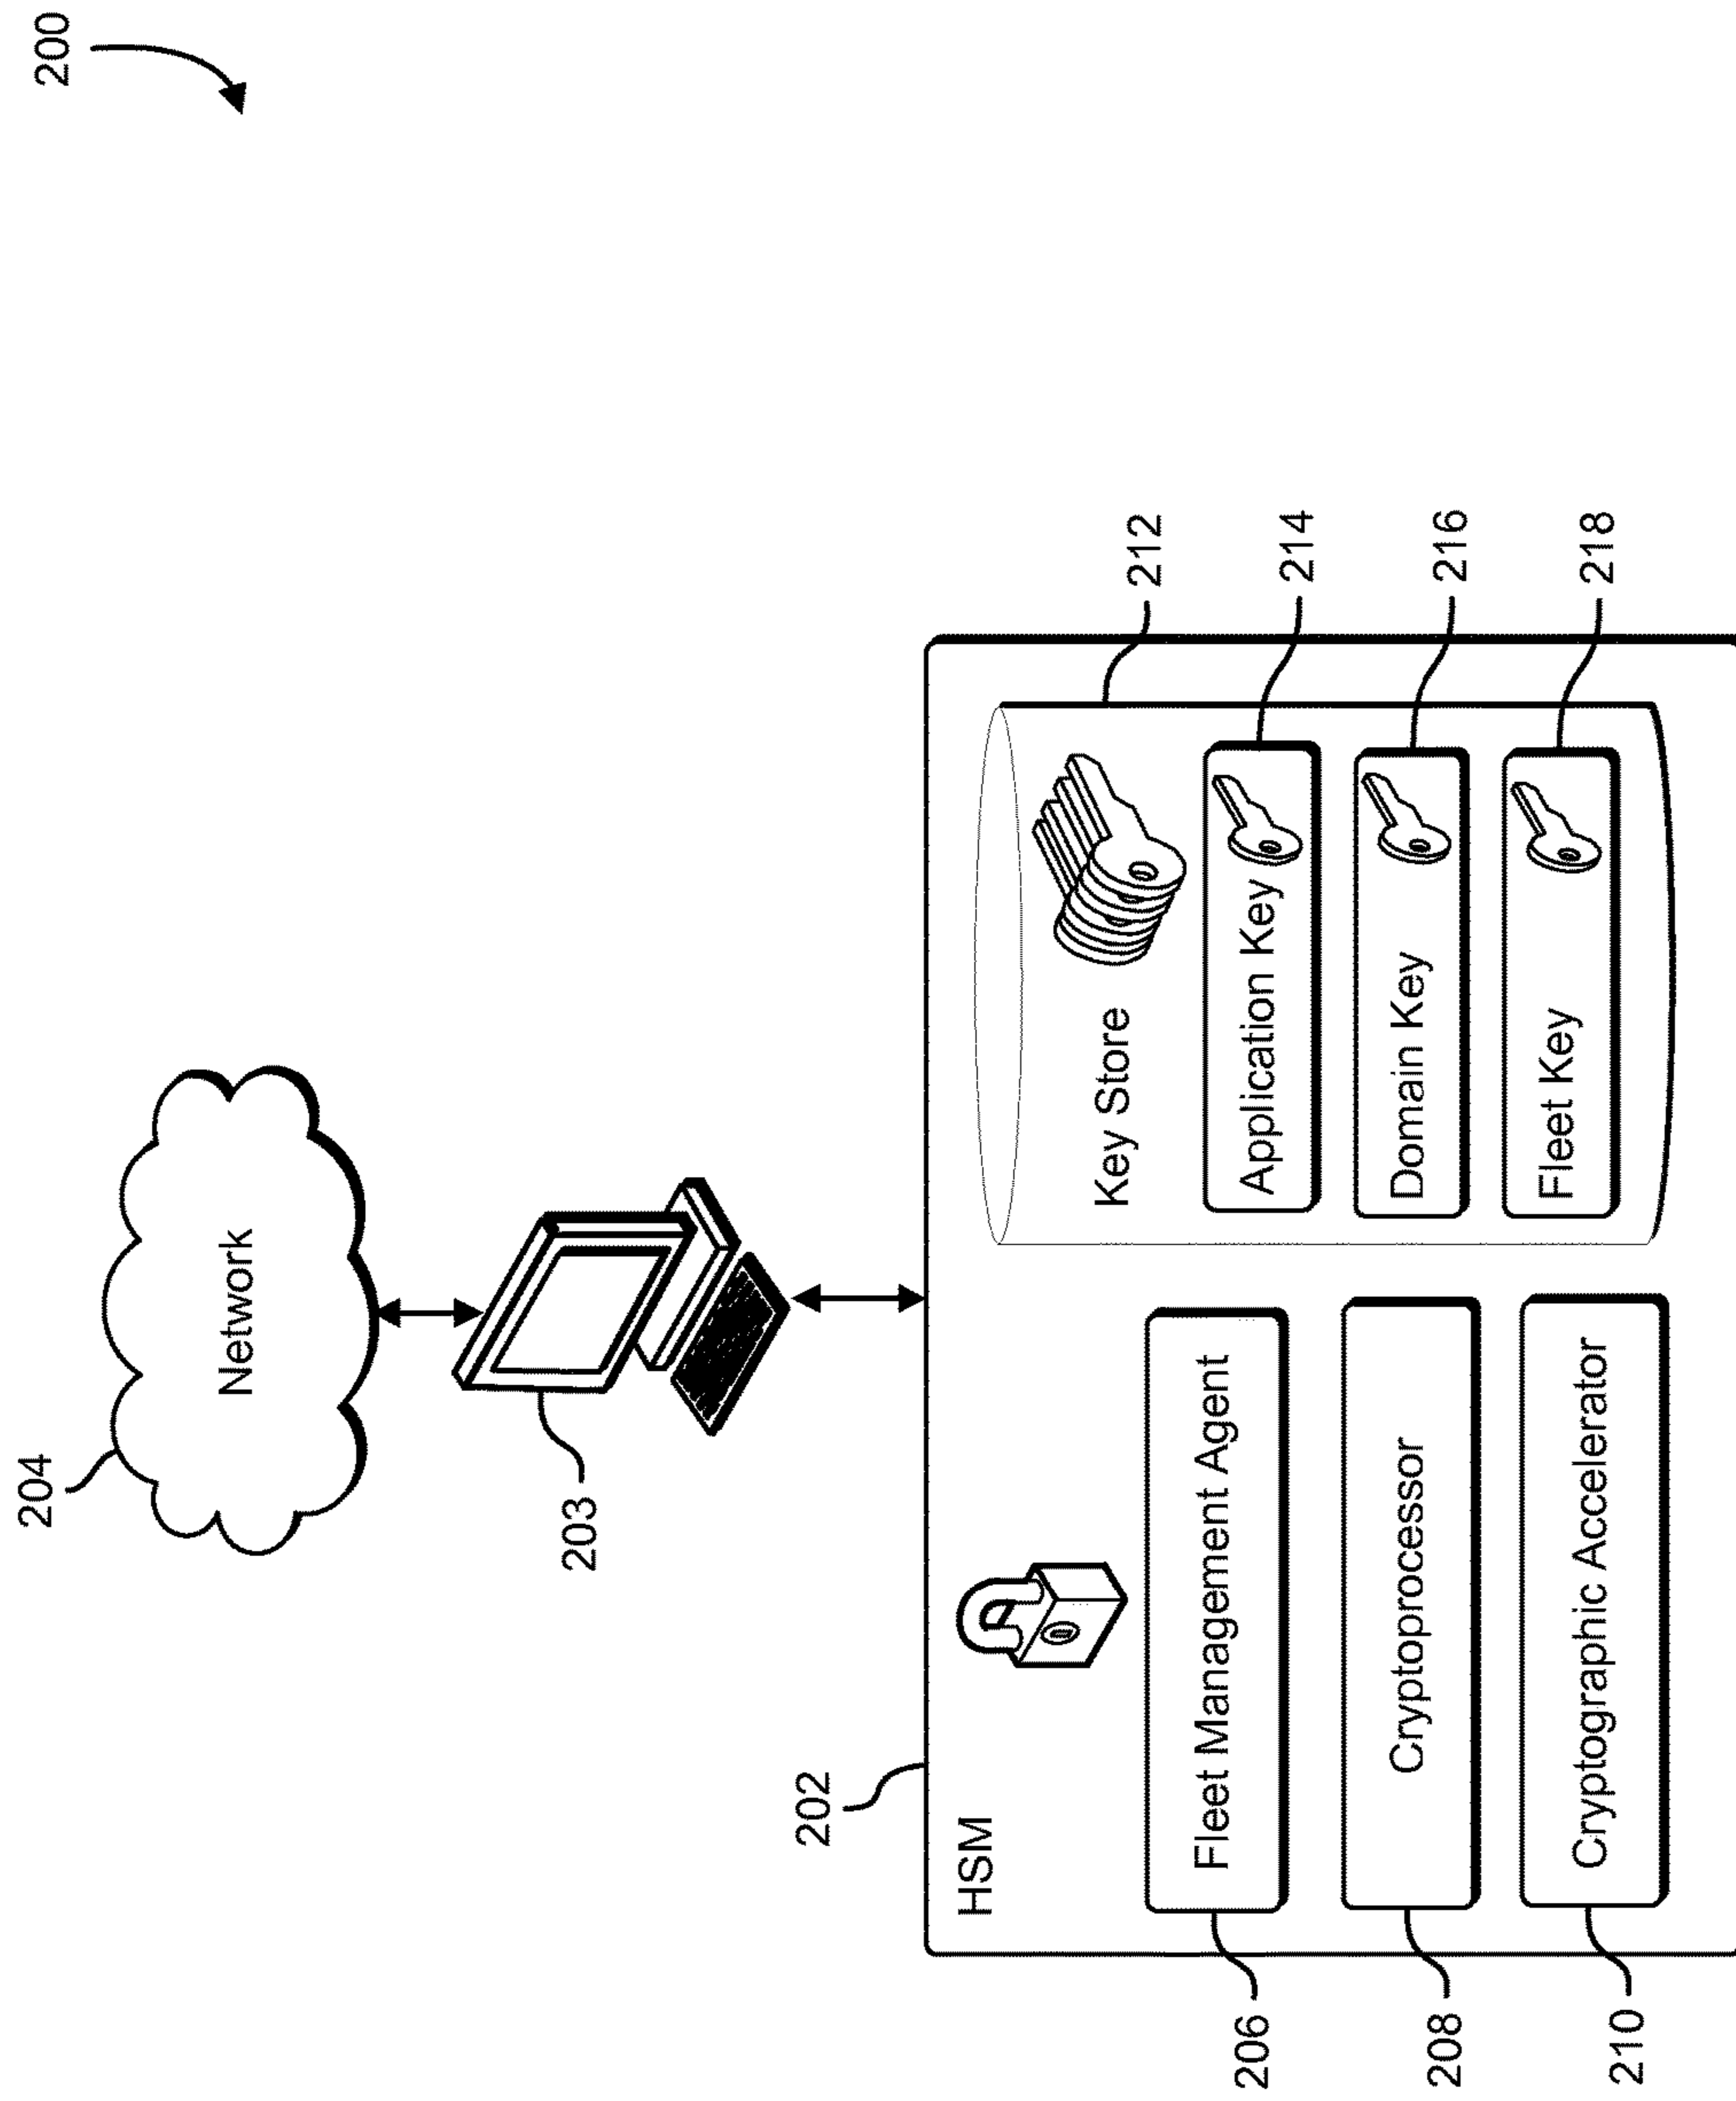 200
204
Network
203
202
HSM
Key Store
212
Fleet Management Agent
206
Application Key
214
Cryptoprocessor
208
Domain Key
216
Cryptographic Accelerator
210
Fleet Key
218